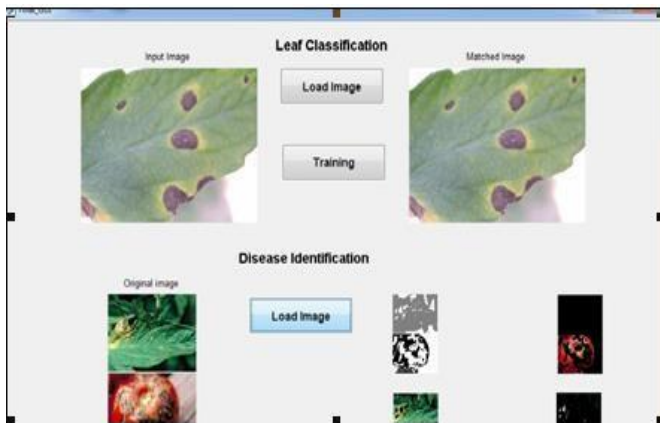 Leaf Classification
Input Image
Matched Image
Load Image
Training
Disease Identification
Original image
Load Image